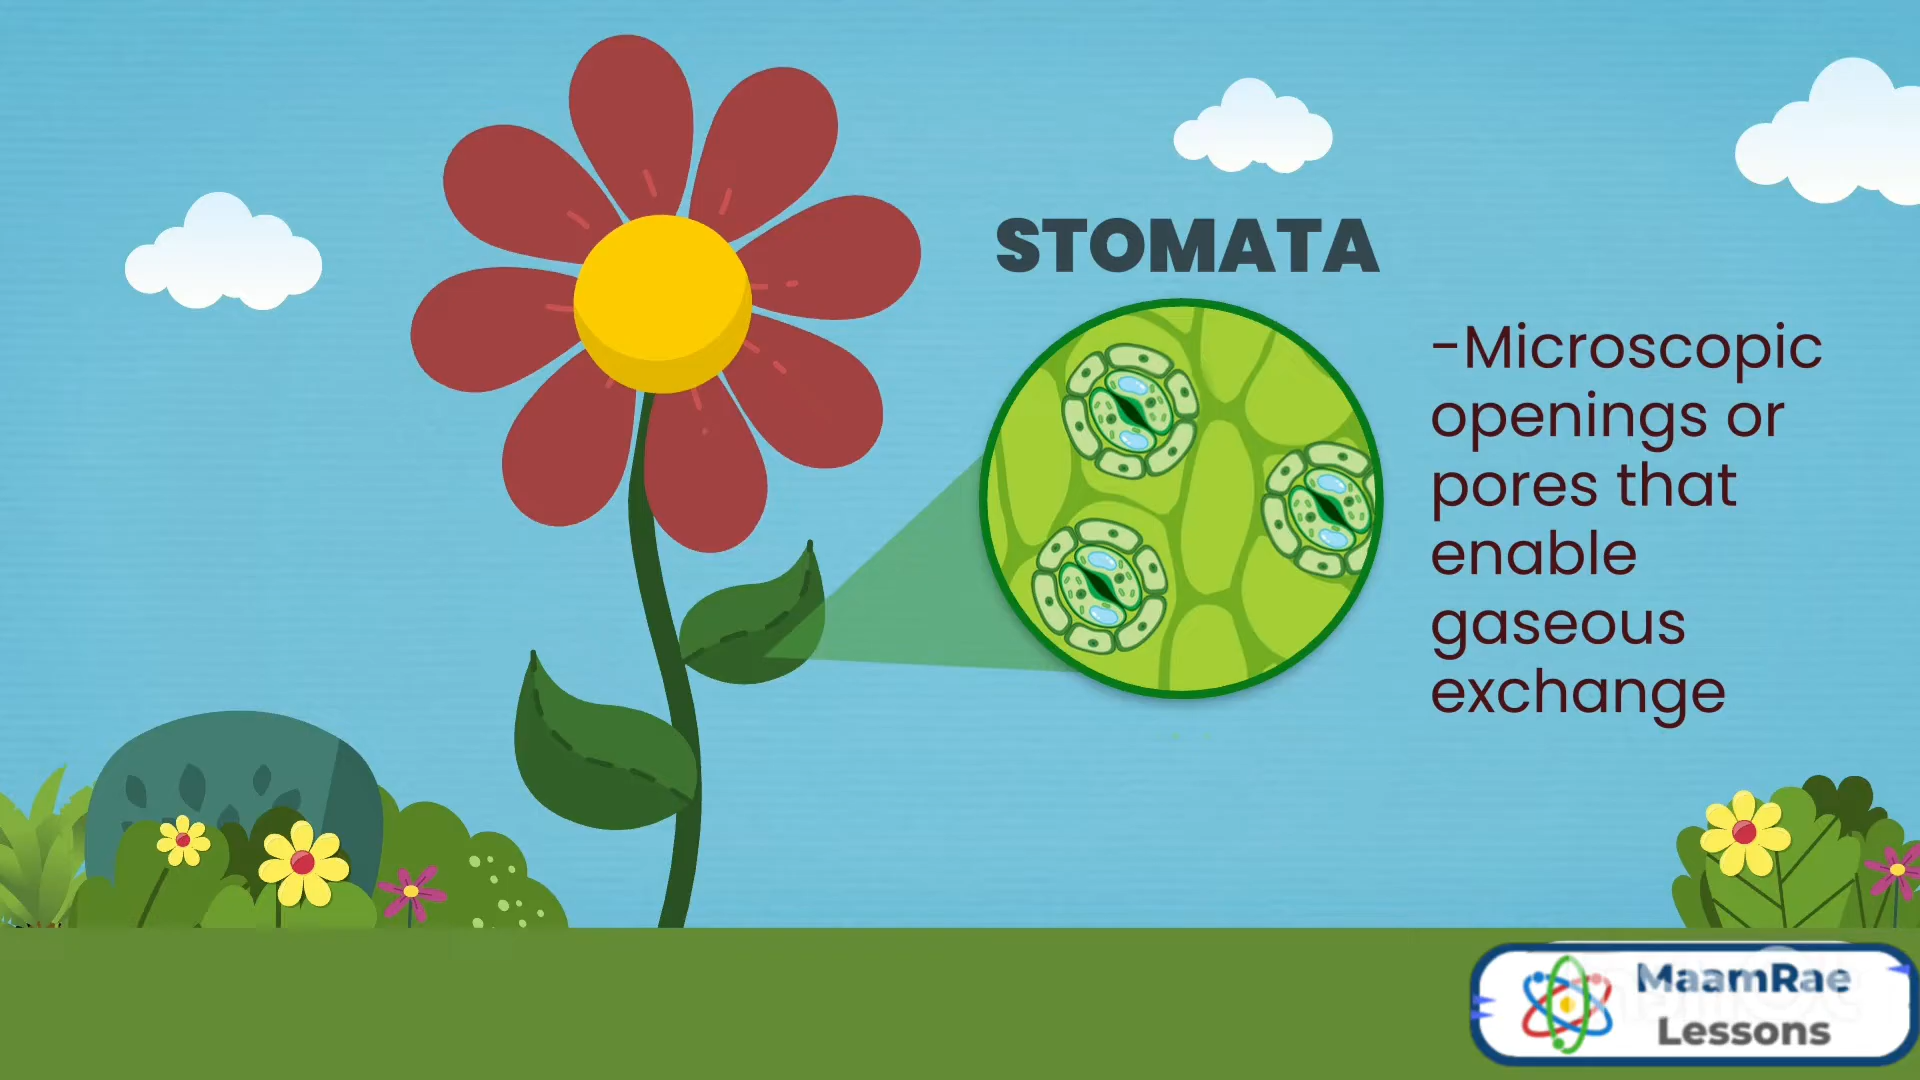 STOMATA
-Microscopic
openings or
pores that
enable
gaseous
exchange
MaamRae
Lessons